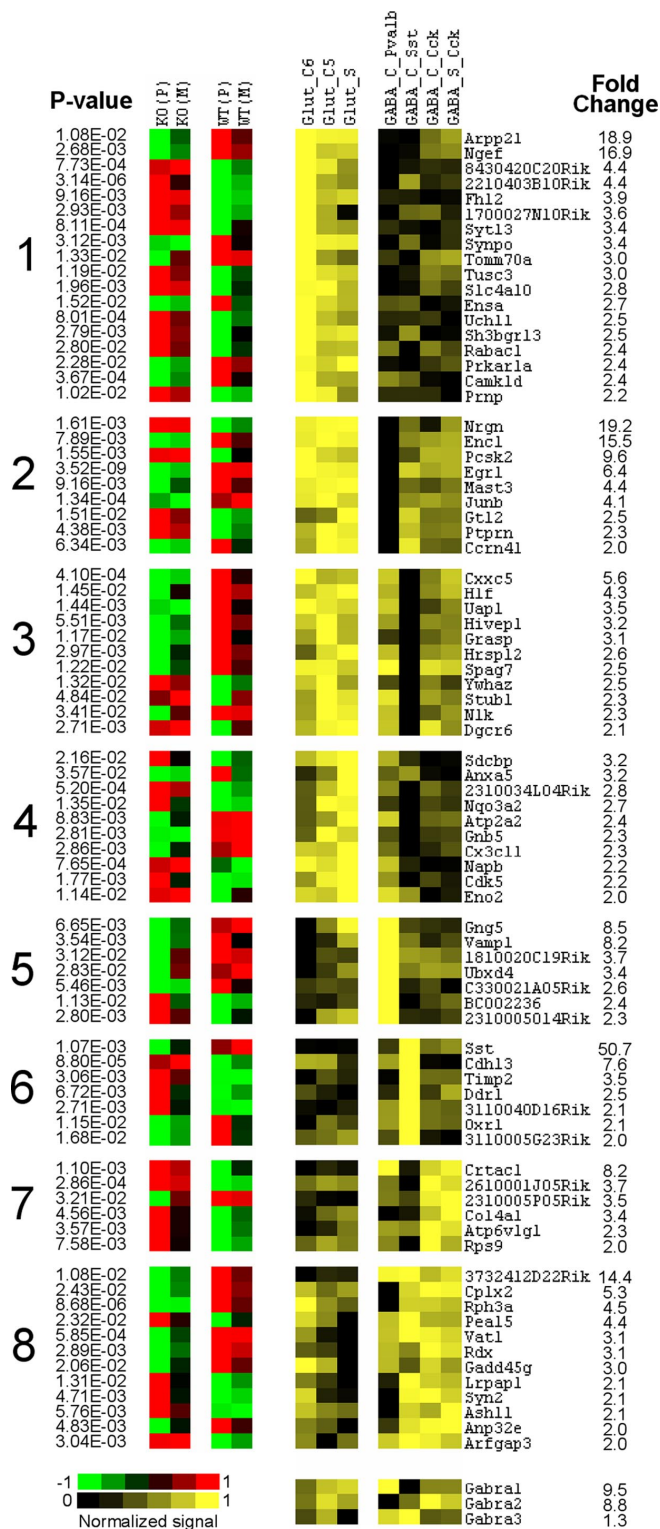 P-value KO(P) KO(M) WT(P) WT(M) Glut_C6 Glut_C5 Glut_S GABA_C_Pvalb GABA_C_Sst GABA_C_Cck GABA_S_Cck Fold Change
1
1.08E-02 Arpp21 18.9
2.68E-03 Ngef 16.9
7.73E-04 8430420C20Rik 4.4
3.14E-06 2210403B10Rik 4.4
9.16E-03 Fhl2 3.9
2.93E-03 1700027N10Rik 3.6
8.11E-04 Syt13 3.4
3.12E-03 Synpo 3.4
1.33E-02 Tomm70a 3.0
1.19E-02 Tusc3 3.0
1.96E-03 Slc4a10 2.8
1.52E-02 Ensa 2.7
8.01E-04 Uchl1 2.5
2.79E-03 Sh3bgrl3 2.5
2.80E-02 Rabac1 2.4
2.28E-02 Prkar1a 2.4
3.67E-04 Camk1d 2.4
1.02E-02 Prnp 2.2
2
1.61E-03 Nrgn 19.2
7.89E-03 Enc1 15.5
1.55E-03 Pcsk2 9.6
3.52E-09 Egr1 6.4
9.16E-03 Mast3 4.4
1.34E-04 Junb 4.1
1.51E-02 Gtl2 2.5
4.38E-03 Ptprn 2.3
6.34E-03 Ccrn4l 2.0
3
4.10E-04 Cxxc5 5.6
1.45E-02 Hlf 4.3
1.44E-02 Uap1 3.5
5.51E-03 Hivep1 3.2
1.17E-02 Grasp 3.1
2.97E-03 Hrsp12 2.6
1.22E-02 Spag7 2.5
1.32E-02 Ywhaz 2.5
4.84E-02 Stub1 2.3
3.41E-02 Nlk 2.3
2.71E-03 Dgcr6 2.1
4
2.16E-02 Sdcbp 3.2
3.57E-02 Anxa5 3.2
5.20E-04 2310034L04Rik 2.8
1.35E-02 Nqo3a2 2.7
8.83E-03 Atp2a2 2.4
2.81E-03 Gnb5 2.3
2.86E-03 Cx3cl1 2.3
7.65E-04 Napb 2.2
1.77E-03 Cdk5 2.2
1.14E-02 Eno2 2.0
5
6.65E-03 Gng5 8.5
3.54E-03 Vamp1 8.2
3.12E-02 1810020C19Rik 3.7
2.83E-02 Ubxd4 3.4
5.46E-03 C330021A05Rik 2.6
1.13E-02 BC002236 2.4
2.80E-03 2310005O14Rik 2.3
6
1.07E-03 Sst 50.7
8.80E-05 Cdh13 7.6
3.06E-03 Timp2 3.5
6.72E-03 Ddr1 2.5
2.71E-03 3110040D16Rik 2.1
1.15E-02 Oxr1 2.1
1.68E-02 3110005G23Rik 2.0
7
1.10E-03 Crtac1 8.2
2.86E-04 2610001J05Rik 3.7
3.21E-02 2310005P05Rik 3.5
4.56E-03 Col4a1 3.4
3.57E-03 Atp6v1g1 2.3
7.58E-03 Rps9 2.0
8
1.08E-02 3732412D22Rik 14.4
2.43E-02 Cplx2 5.3
8.68E-06 Rph3a 4.5
2.32E-02 Pea15 4.4
5.85E-04 Vat1 3.1
2.89E-03 Rdx 3.1
2.06E-02 Gadd45g 3.0
1.31E-02 Lrpap1 2.1
4.71E-03 Syn2 2.1
5.76E-03 Ash1l 2.1
4.83E-03 Anp32e 2.0
3.04E-03 Arfgap3 2.0
-1 1
0 1
Normalized signal
Gabra1 9.5
Gabra2 8.8
Gabra3 1.3